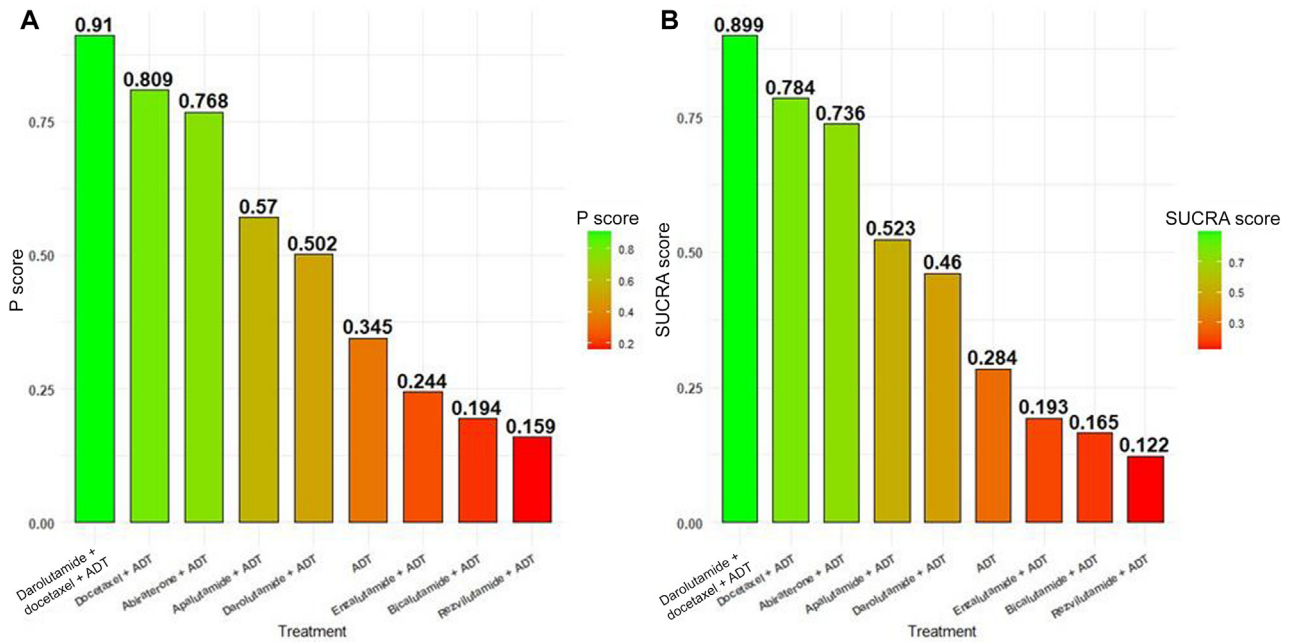 A
0.91
0.809
0.768
0.57
0.502
0.345
0.244
0.194
0.159
0.75
0.50
0.25
0.00
P score
P score
0.8
0.6
0.4
0.2
Darolutamide +
docetaxel + ADT
Docetaxel + ADT
Abiraterone + ADT
Apalutamide + ADT
Darolutamide + ADT
ADT
Enzalutamide + ADT
Bicalutamide + ADT
Rezvilutamide + ADT
Treatment
B
0.899
0.784
0.736
0.523
0.46
0.284
0.193
0.165
0.122
0.75
0.50
0.25
0.00
SUCRA score
SUCRA score
0.7
0.5
0.3
Darolutamide +
docetaxel + ADT
Docetaxel + ADT
Abiraterone + ADT
Apalutamide + ADT
Darolutamide + ADT
ADT
Enzalutamide + ADT
Bicalutamide + ADT
Rezvilutamide + ADT
Treatment